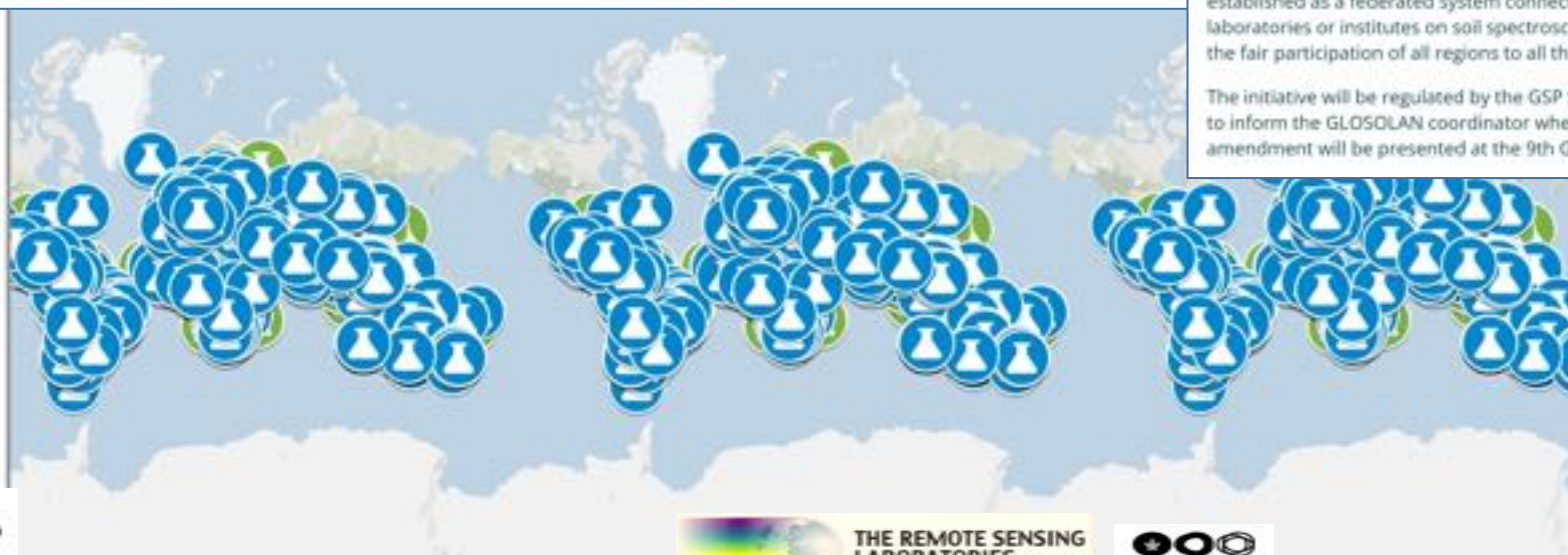 established as a federated system connec
laboratories or institutes on soil spectrosc
the fair participation of all regions to all th
The initiative will be regulated by the GSP
to inform the GLOSOLAN coordinator whe
amendment will be presented at the 9th G
THE REMOTE SENSING
LABORATORIES